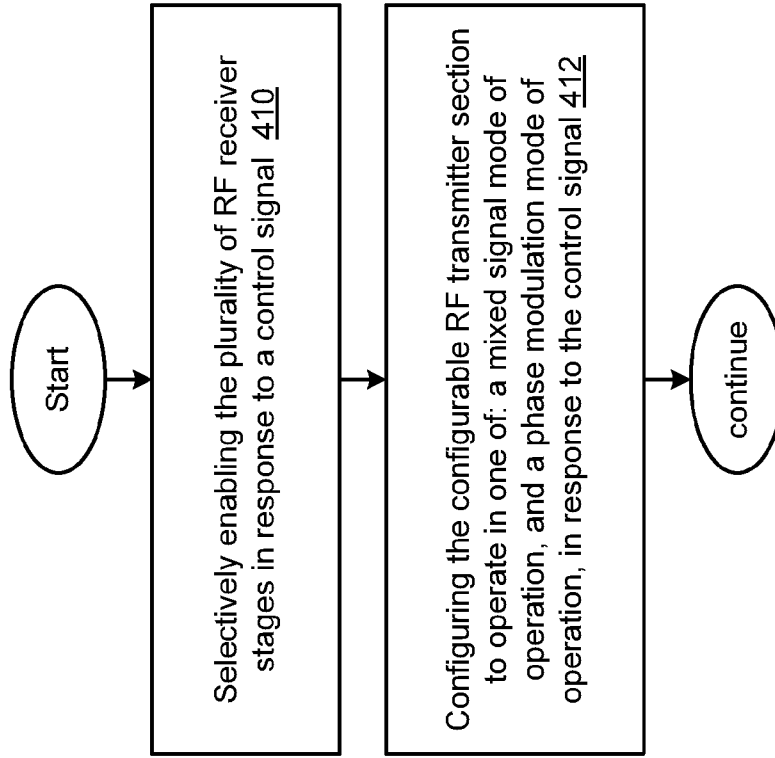 Start
Selectively enabling the plurality of RF receiver
stages in response to a control signal 410
Configuring the configurable RF transmitter section
to operate in one of: a mixed signal mode of
operation, and a phase modulation mode of
operation, in response to the control signal 412
continue